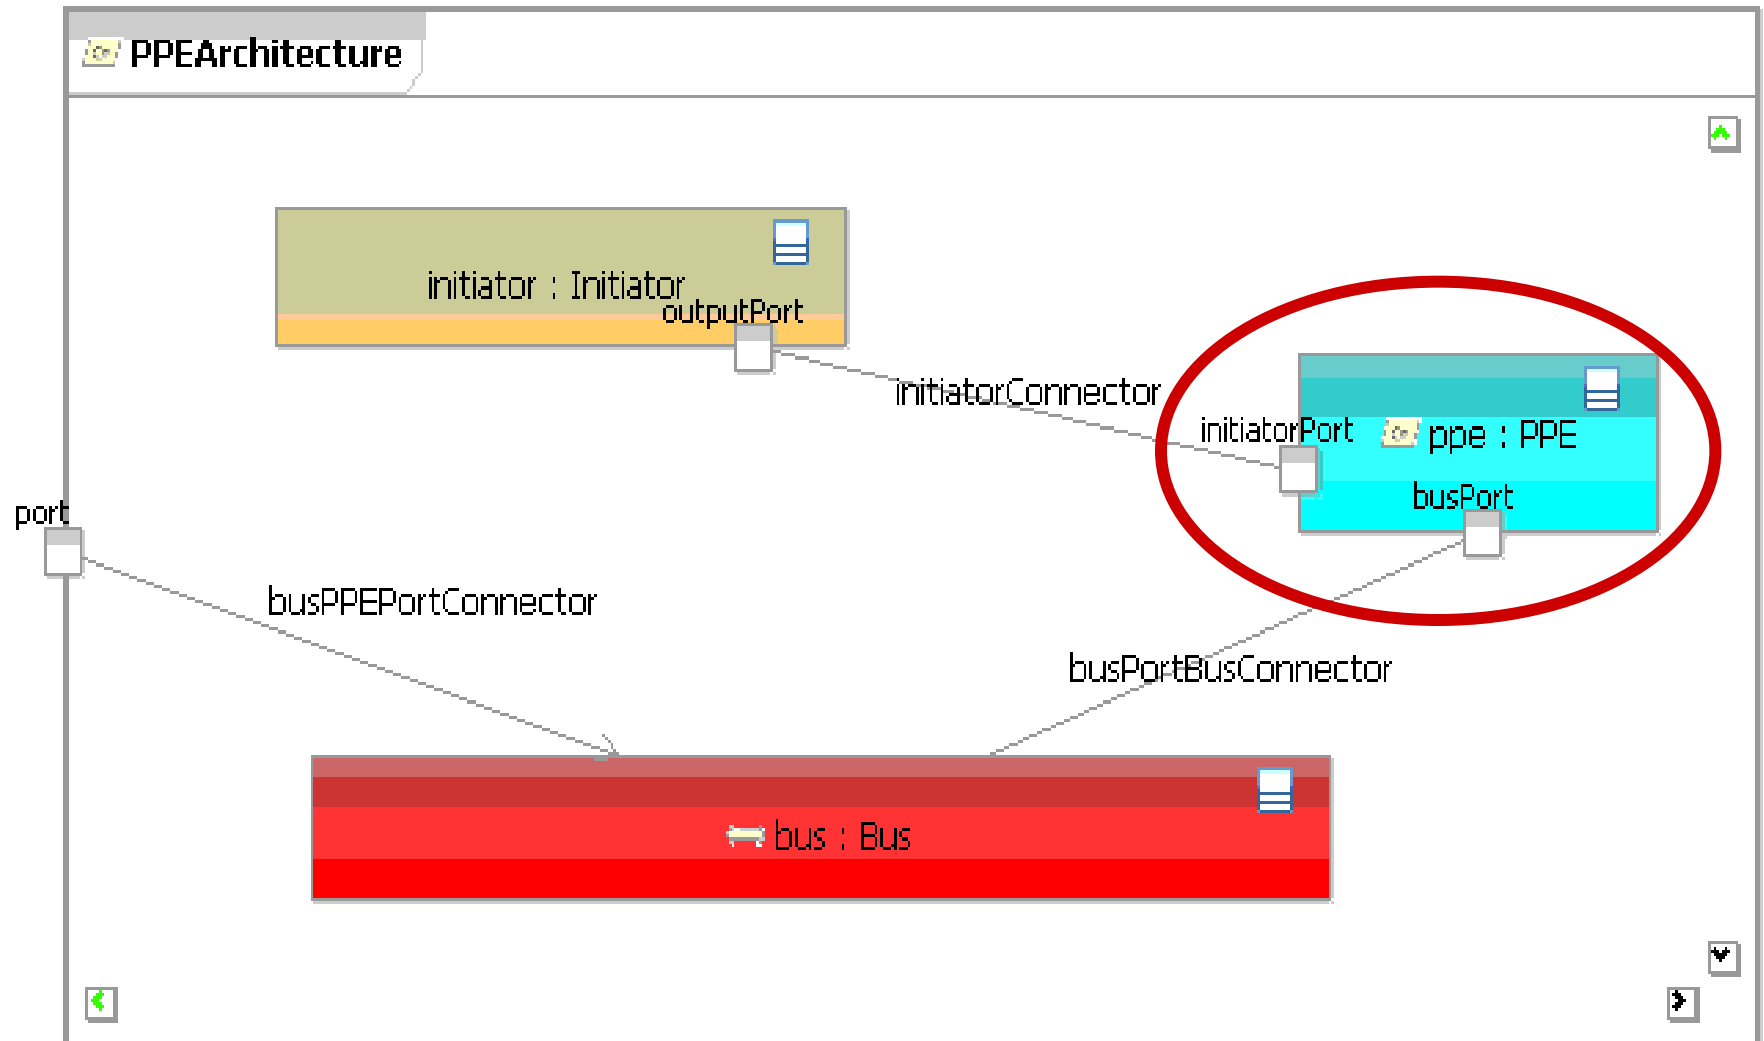 PPEArchitecture
initiator : Initiator
outputPort
initiatorConnector
initiatorPort
ppe : PPE
busPort
port
busPPEPortConnector
busPortBusConnector
bus : Bus